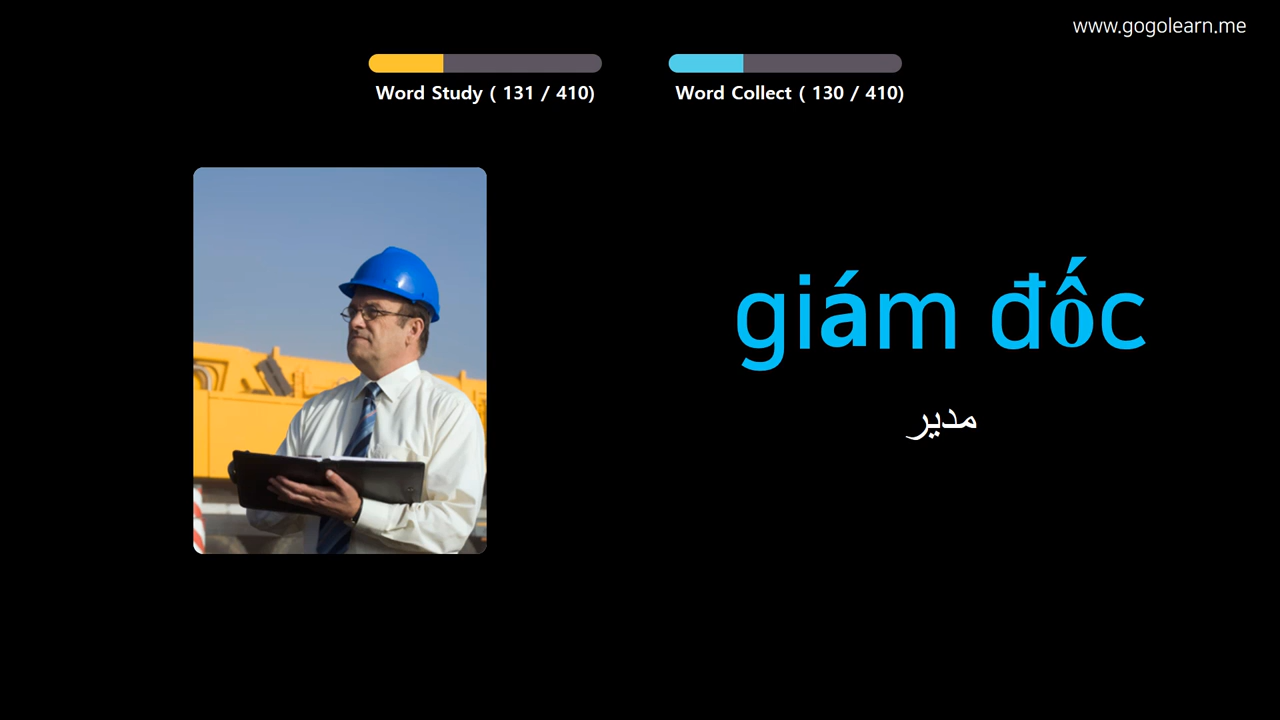 www.gogolearn.me
Word Study ( 131 / 410)
Word Collect ( 130 / 410)
giám đốc
مدير